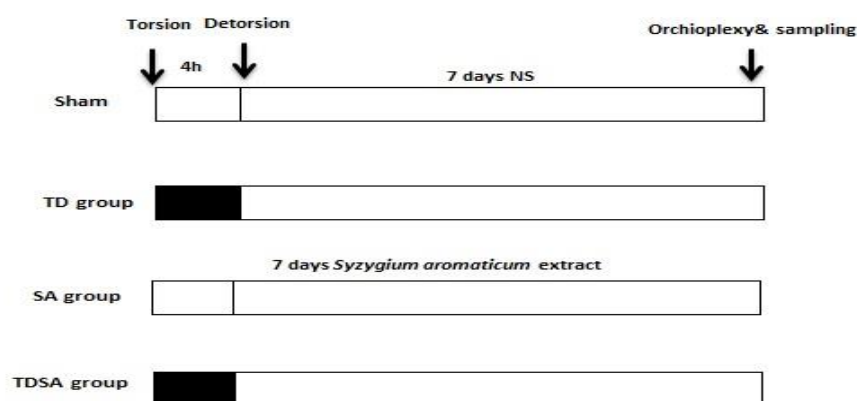 Torsion Detorsion
Orchioplexy& sampling
4h
7 days NS
Sham
TD group
7 days Syzygium aromaticum extract
SA group
TDSA group